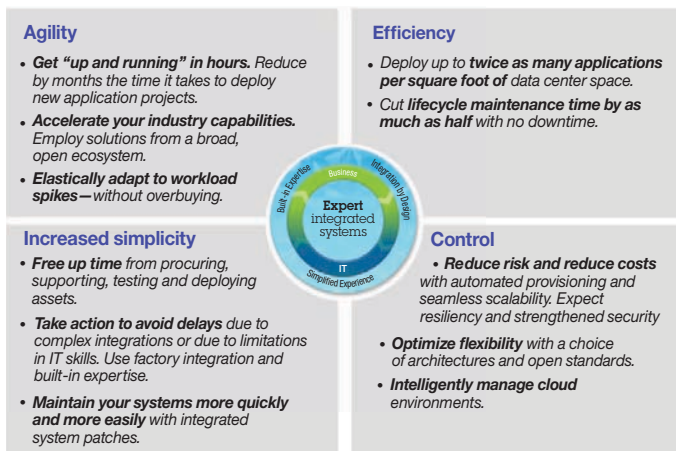 Agility
• Get “up and running” in hours. Reduce
by months the time it takes to deploy
new application projects.
• Accelerate your industry capabilities.
Employ solutions from a broad,
open ecosystem.
• Elastically adapt to workload
spikes—without overbuying.
Efficiency
• Deploy up to twice as many applications
per square foot of data center space.
• Cut lifecycle maintenance time by as
much as half with no downtime.
Built-in Expertise
Business
Integration by Design
Expert
integrated
systems
IT
Simplified Experience
Increased simplicity
• Free up time from procuring,
supporting, testing and deploying
assets.
• Take action to avoid delays due to
complex integrations or due to limitations
in IT skills. Use factory integration and
built-in expertise.
• Maintain your systems more quickly
and more easily with integrated
system patches.
Control
• Reduce risk and reduce costs
with automated provisioning and
seamless scalability. Expect
resiliency and strengthened security
• Optimize flexibility with a choice
of architectures and open standards.
• Intelligently manage cloud
environments.